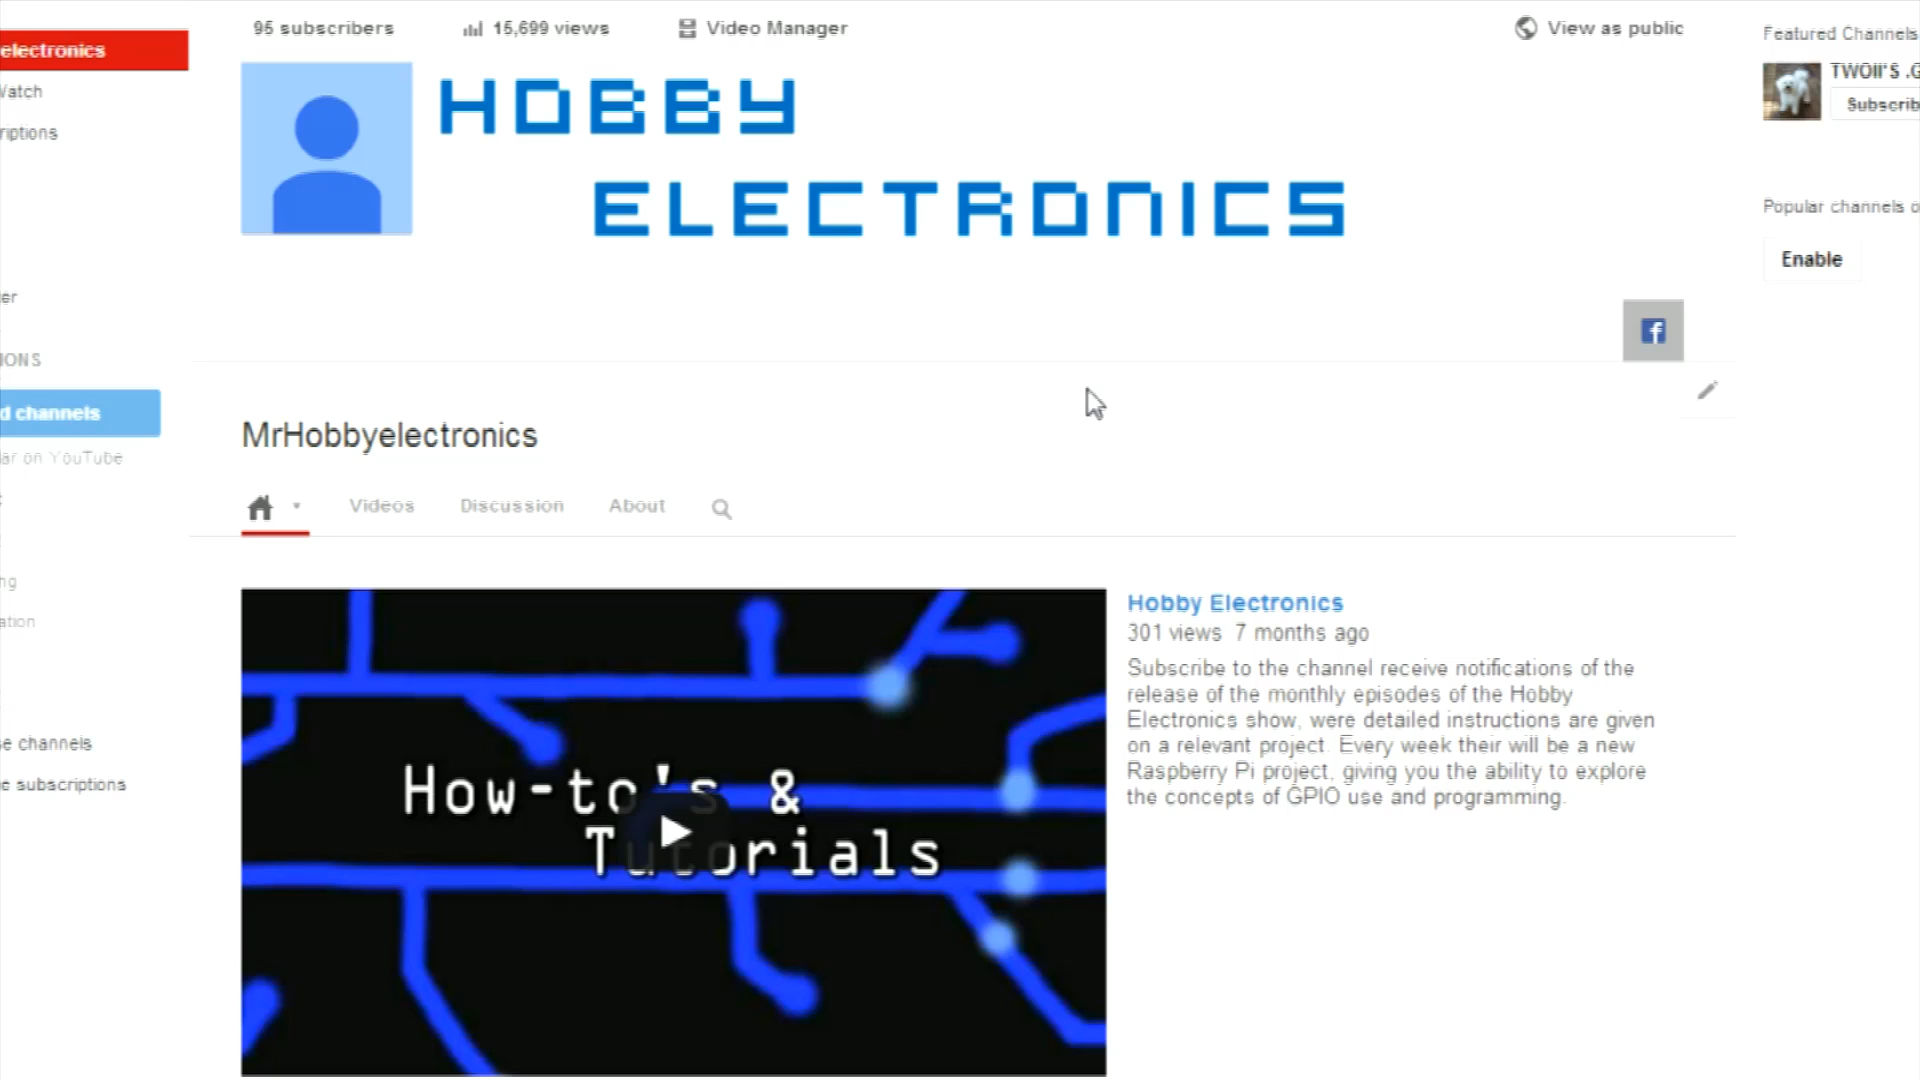 95 subscribers
15,699 views
Video Manager
View as public
HOBBY
ELECTRONICS
electronics
Watch
riptions
er
IONS
d channels
ar on YouTube
ng
ation
se channels
e subscriptions
MrHobbyelectronics
Videos
Discussion
About
How-to's &
Tutorials
Hobby Electronics
301 views 7 months ago
Subscribe to the channel receive notifications of the
release of the monthly episodes of the Hobby
Electronics show, were detailed instructions are given
on a relevant project. Every week their will be a new
Raspberry Pi project, giving you the ability to explore
the concepts of GPIO use and programming.
Featured Channels
TWOII'S .G
Subscrib
Popular channels o
Enable